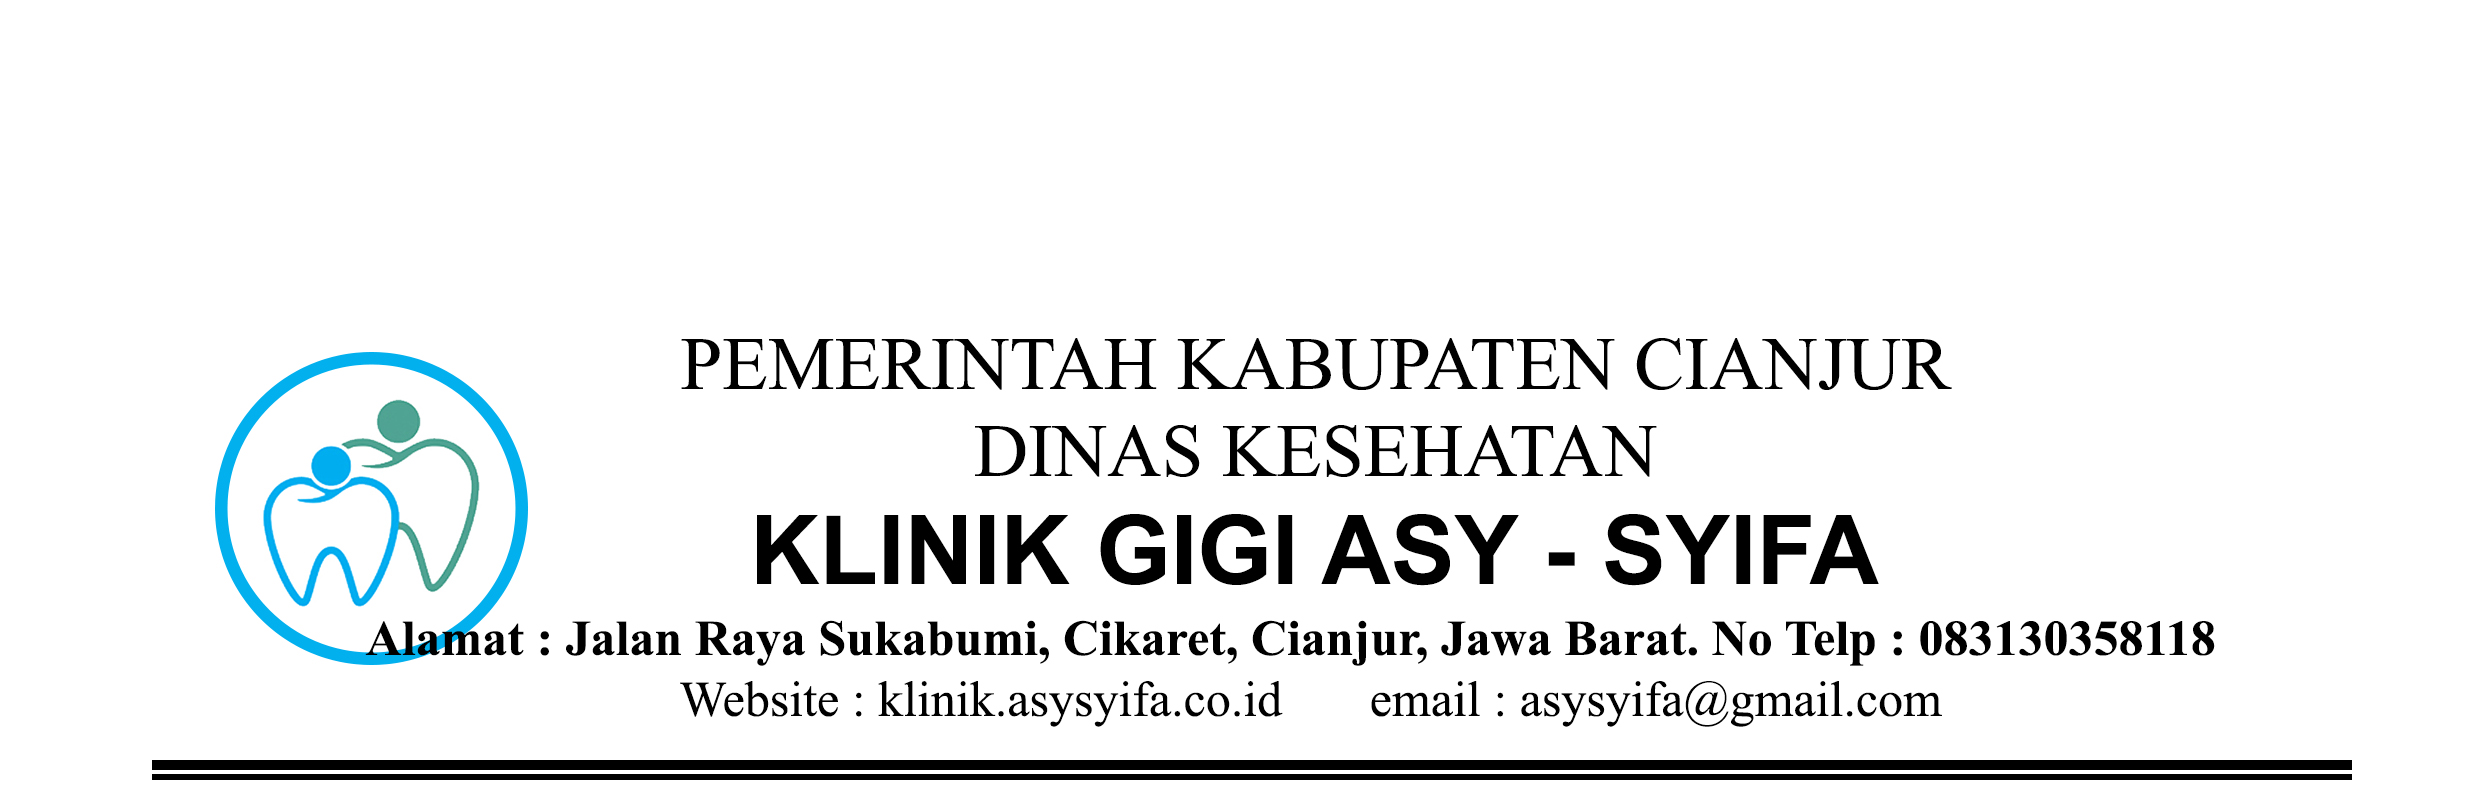 PEMERINTAH KABUPATEN CIANJUR
DINAS KESEHATAN
KLINIK GIGI ASY - SYIFA
Alamat : Jalan Raya Sukabumi, Cikaret, Cianjur, Jawa Barat. No Telp : 083130358118
Website : klinik.asysyifa.co.id email : asysyifa@gmail.com